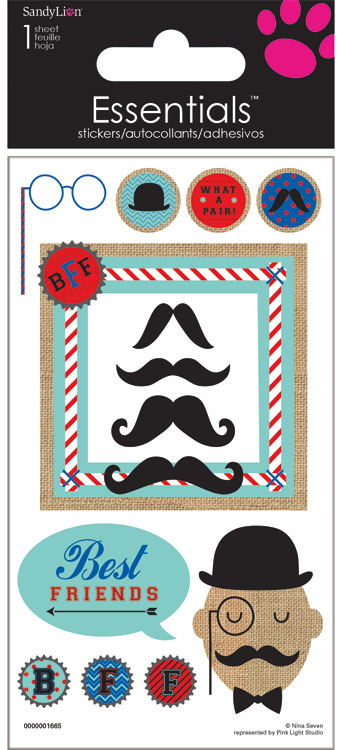 SandyLion
1 sheet
feuille
hoja
Essentials™
stickers/autocollants/adhesivos
WHAT
A
PAIR!
BFF
Best
FRIENDS
B F F
0000001665
© Nina Seven
represented by Pink Light Studio